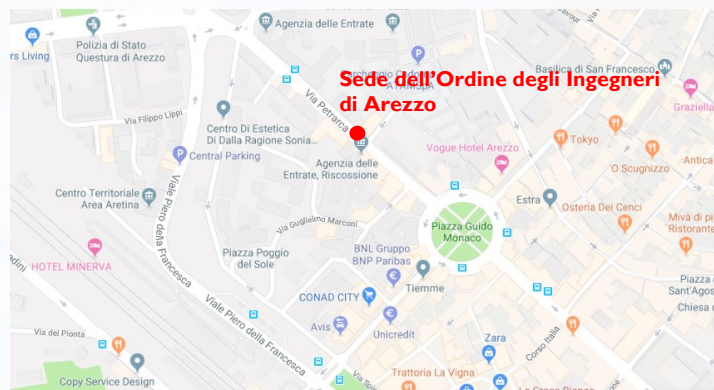 Agenzia delle Entrate
rs Living
Polizia di Stato
Questura di Arezzo
Sede dell'Ordine degli Ingegneri
di Arezzo
Basilica di San Francesco
Graziella
Via Petrarca
Via Filippo Lippi
Centro Di Estetica
Di Dalla Ragione Sonia...
Central Parking
Agenzia delle
Entrate, Riscossione
Vogue Hotel Arezzo
Tokyo
'O Scugnizzo
Antica
Centro Territoriale
Area Aretina
Viale Piero della Francesca
Estra
Osteria Dei Cenci
Mivà di pi
Ristorante
Via Guglielmo Marconi
Piazza Guido
Monaco
HOTEL MINERVA
Piazza Poggio
del Sole
BNL Gruppo
BNP Paribas
Tiemme
Piazza
Sant'Agos
Chiesa
CONAD CITY
Viale Piero della Francesca
Via del Pionta
Avis
Unicredit
Zara
Corso Italia
Trattoria La Vigna
Copy Service Design